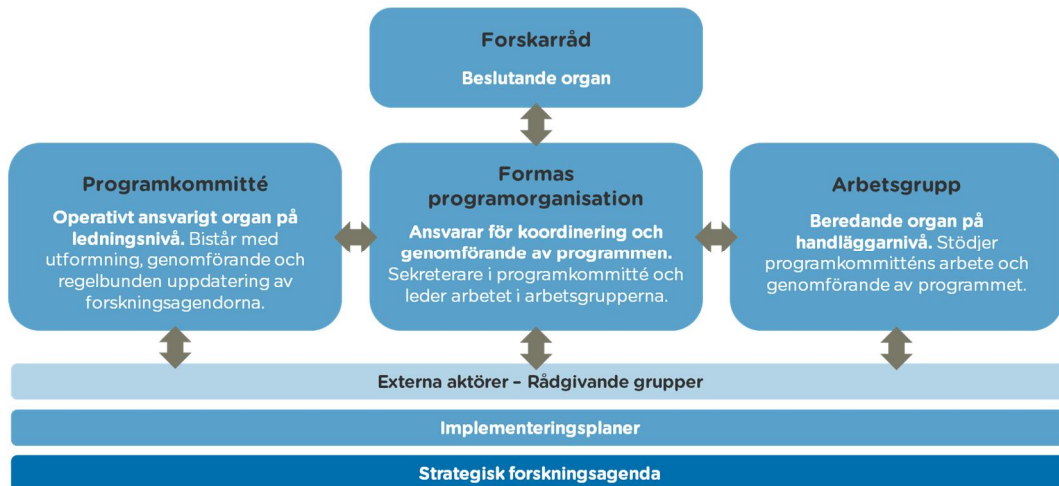 Forskarråd
Beslutande organ
Programkommitté
Operativt ansvarigt organ på
ledningsnivå. Bistår med
utformning, genomförande och
regelbunden uppdatering av
forskningsagendorna.
Formas
programorganisation
Ansvarar för koordinering och
genomförande av programmen.
Sekreterare i programkommitté och
leder arbetet i arbetsgrupperna.
Arbetsgrupp
Beredande organ på
handläggarnivå. Stödjer
programkommitténs arbete och
genomförande av programmet.
Externa aktörer – Rådgivande grupper
Implementeringsplaner
Strategisk forskningsagenda